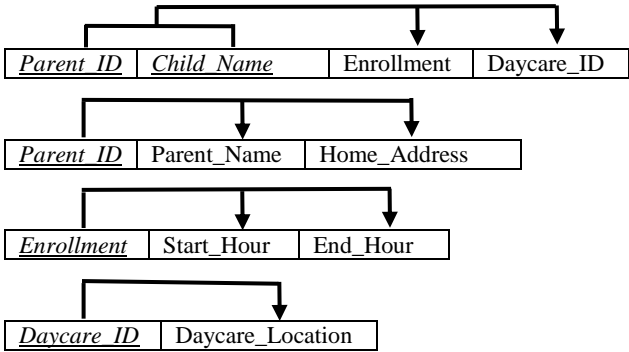 Parent_ID Child_Name Enrollment Daycare_ID
Parent_ID Parent_Name Home_Address
Enrollment Start_Hour End_Hour
Daycare_ID Daycare_Location